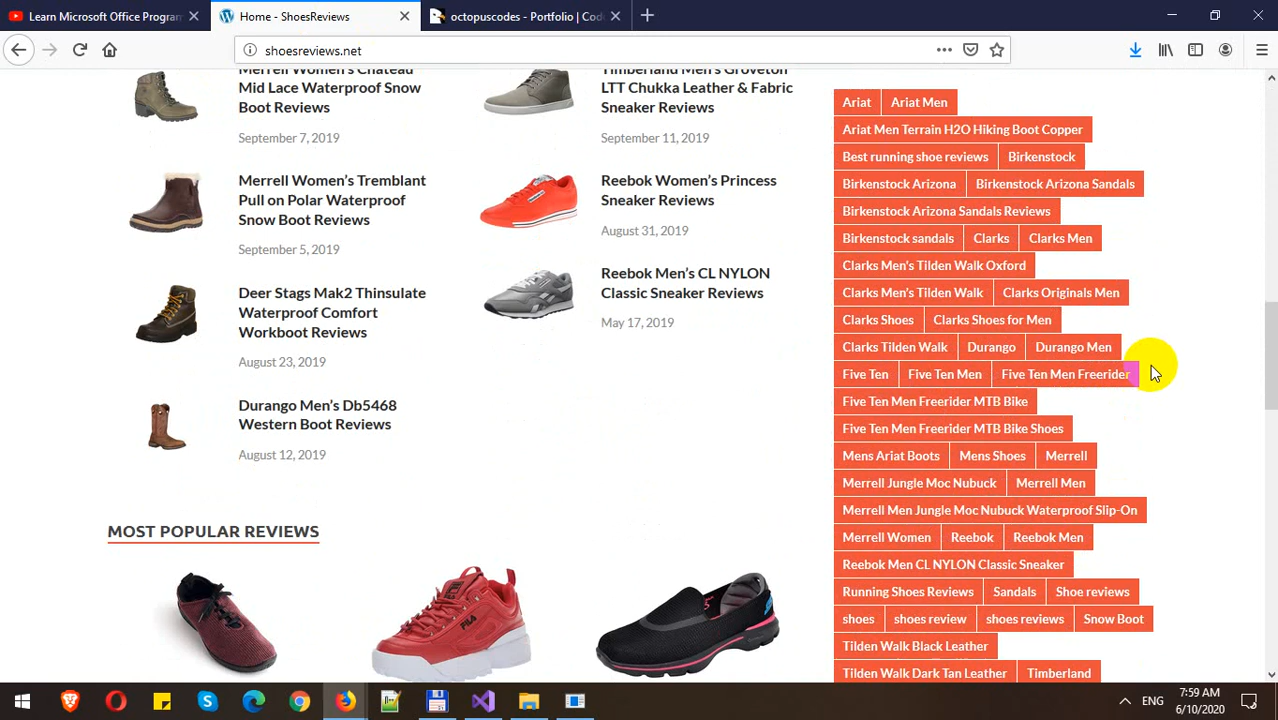 Learn Microsoft Office Program
Home - ShoesReviews
octopuscodes - Portfolio | Cod
shoesreviews.net
Merrell Women's Chateau
Mid Lace Waterproof Snow
Boot Reviews
September 7, 2019
Merrell Women's Tremblant
Pull on Polar Waterproof
Snow Boot Reviews
September 5, 2019
Deer Stags Mak2 Thinsulate
Waterproof Comfort
Workboot Reviews
August 23, 2019
Durango Men's Db5468
Western Boot Reviews
August 12, 2019
Timberland Men's Groveton
LTT Chukka Leather & Fabric
Sneaker Reviews
September 11, 2019
Reebok Women's Princess
Sneaker Reviews
August 31, 2019
Reebok Men's CL NYLON
Classic Sneaker Reviews
May 17, 2019
MOST POPULAR REVIEWS
FILA
Ariat Ariat Men
Ariat Men Terrain H2O Hiking Boot Copper
Best running shoe reviews Birkenstock
Birkenstock Arizona Birkenstock Arizona Sandals
Birkenstock Arizona Sandals Reviews
Birkenstock sandals Clarks Clarks Men
Clarks Men's Tilden Walk Oxford
Clarks Men's Tilden Walk Clarks Originals Men
Clarks Shoes Clarks Shoes for Men
Clarks Tilden Walk Durango Durango Men
Five Ten Five Ten Men Five Ten Men Freerider
Five Ten Men Freerider MTB Bike
Five Ten Men Freerider MTB Bike Shoes
Mens Ariat Boots Mens Shoes Merrell
Merrell Jungle Moc Nubuck Merrell Men
Merrell Men Jungle Moc Nubuck Waterproof Slip-On
Merrell Women Reebok Reebok Men
Reebok Men CL NYLON Classic Sneaker
Running Shoes Reviews Sandals Shoe reviews
shoes shoes review shoes reviews Snow Boot
Tilden Walk Black Leather
Tilden Walk Dark Tan Leather Timberland
ENG
7:59 AM
6/10/2020